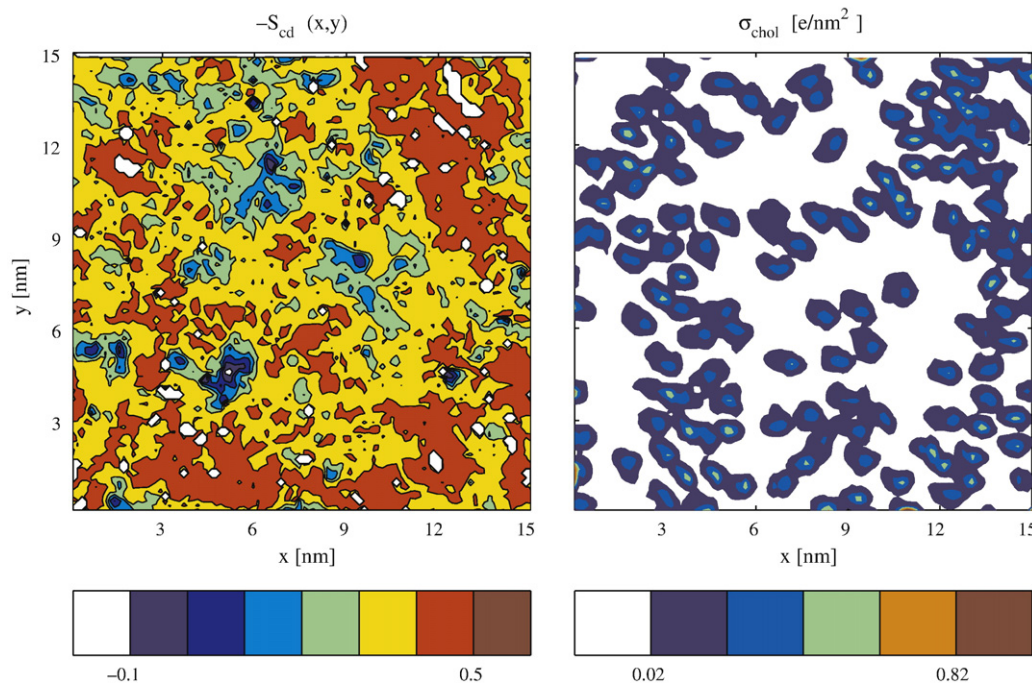 −S_cd (x,y)
σ_chol [e/nm²]
15
12
9
6
3
y [nm]
3 6 9 12 15
3 6 9 12 15
x [nm]
x [nm]
−0.1 0.5
0.02 0.82